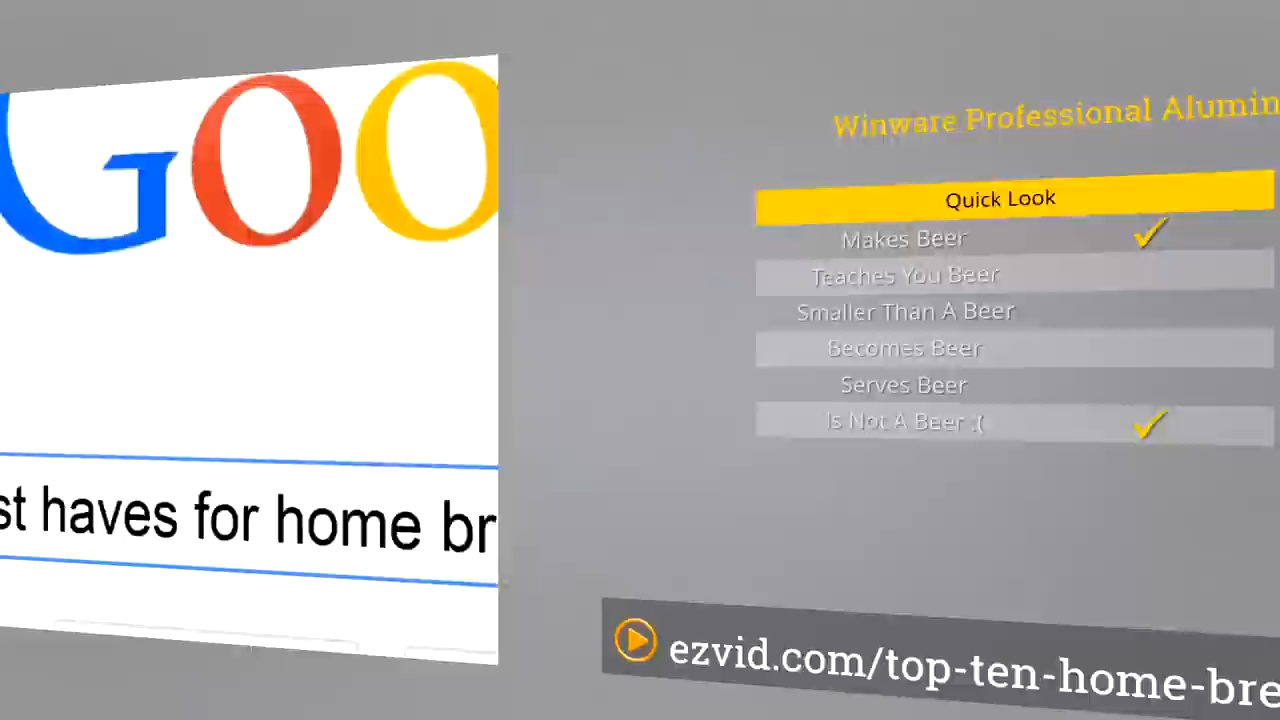 GOO
st haves for home br
Winware Professional Alumin
Quick Look
Makes Beer
Teaches You Beer
Smaller Than A Beer
Becomes Beer
Serves Beer
Is Not A Beer :(
ezvid.com/top-ten-home-bre